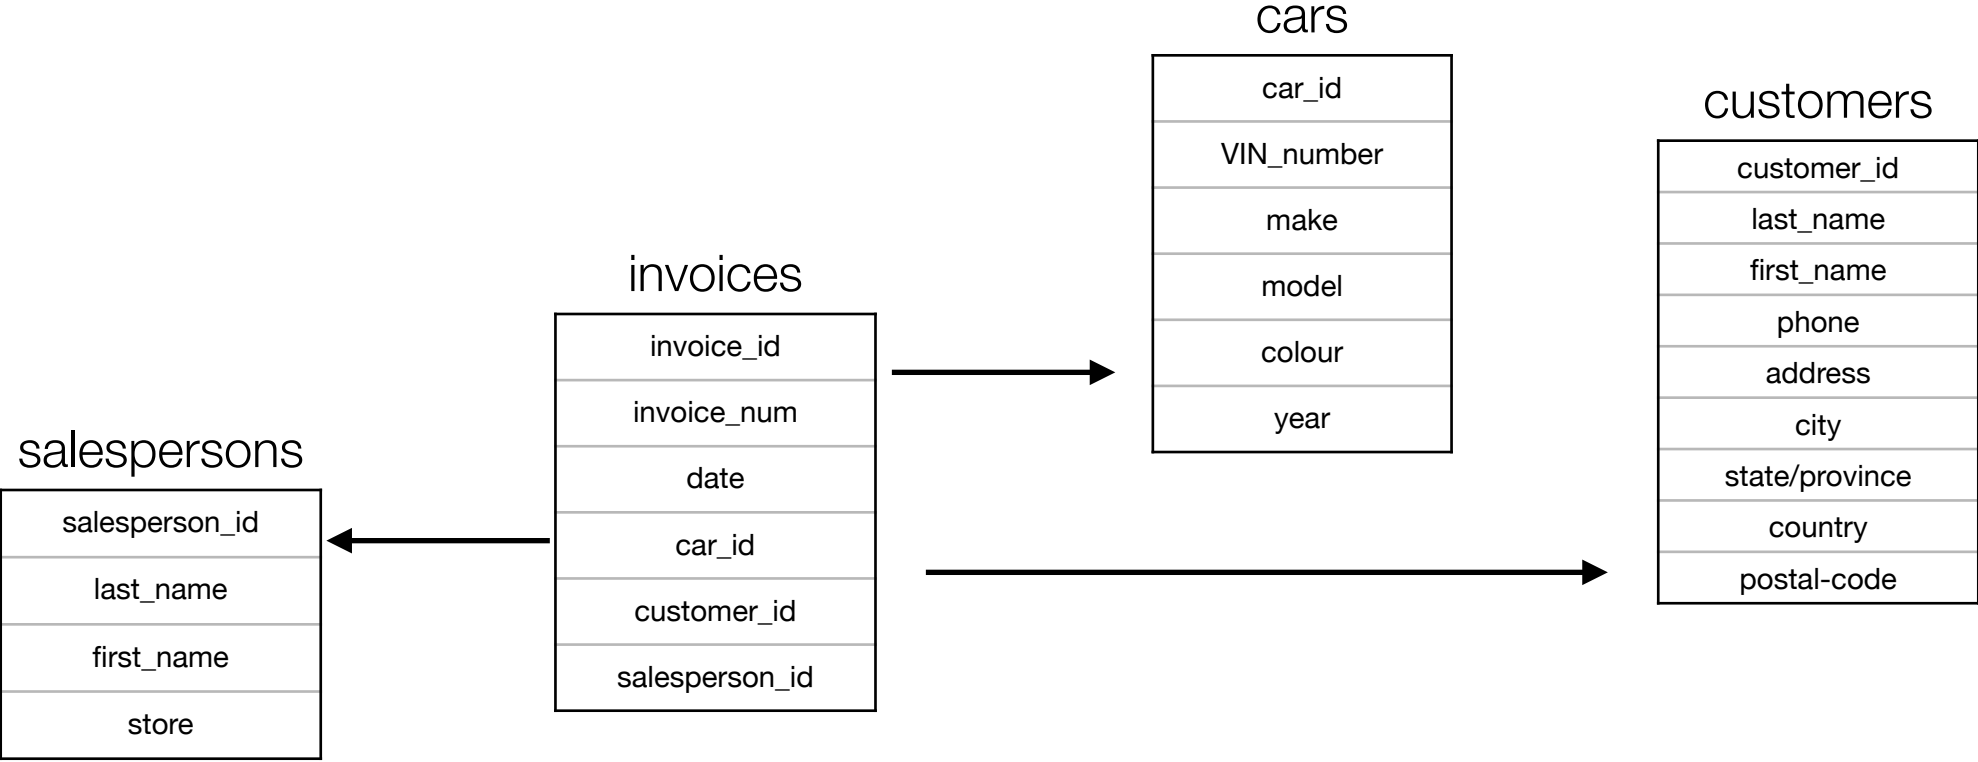 cars
car_id
VIN_number
make
model
colour
year
customers
customer_id
last_name
first_name
phone
address
city
state/province
country
postal-code
invoices
invoice_id
invoice_num
date
car_id
customer_id
salesperson_id
salespersons
salesperson_id
last_name
first_name
store